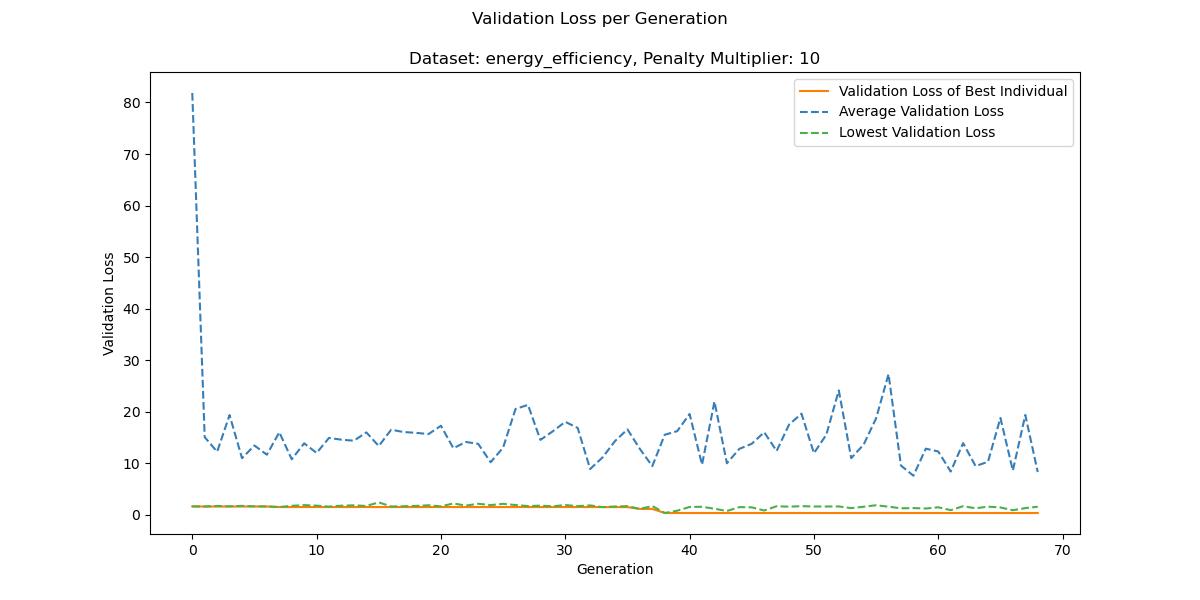 Validation Loss per Generation
Dataset: energy_efficiency, Penalty Multiplier: 10
Validation Loss of Best Individual
Average Validation Loss
Lowest Validation Loss
Validation Loss
80
70
60
50
40
30
20
10
0
0 10 20 30 40 50 60 70
Generation